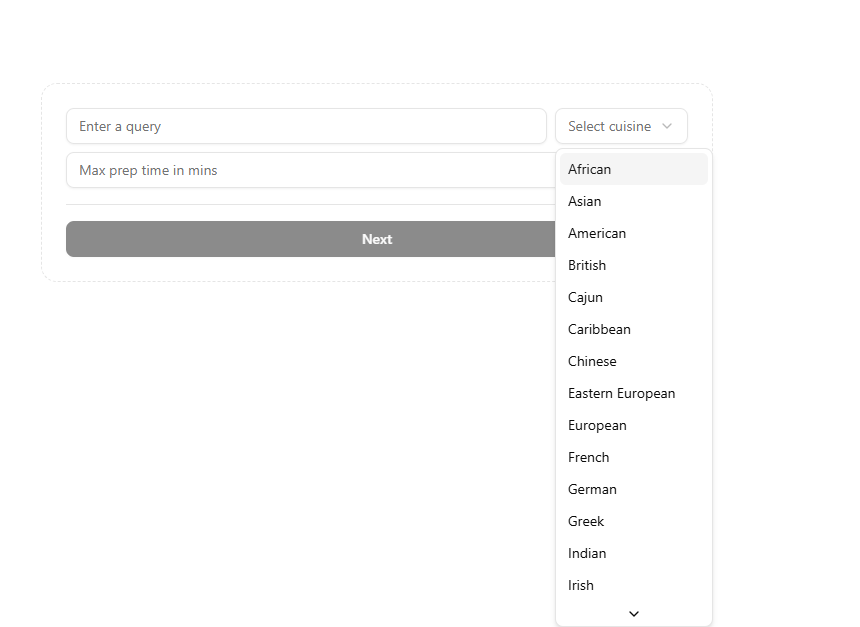 Enter a query
Select cuisine
Max prep time in mins
Next
African
Asian
American
British
Cajun
Caribbean
Chinese
Eastern European
European
French
German
Greek
Indian
Irish